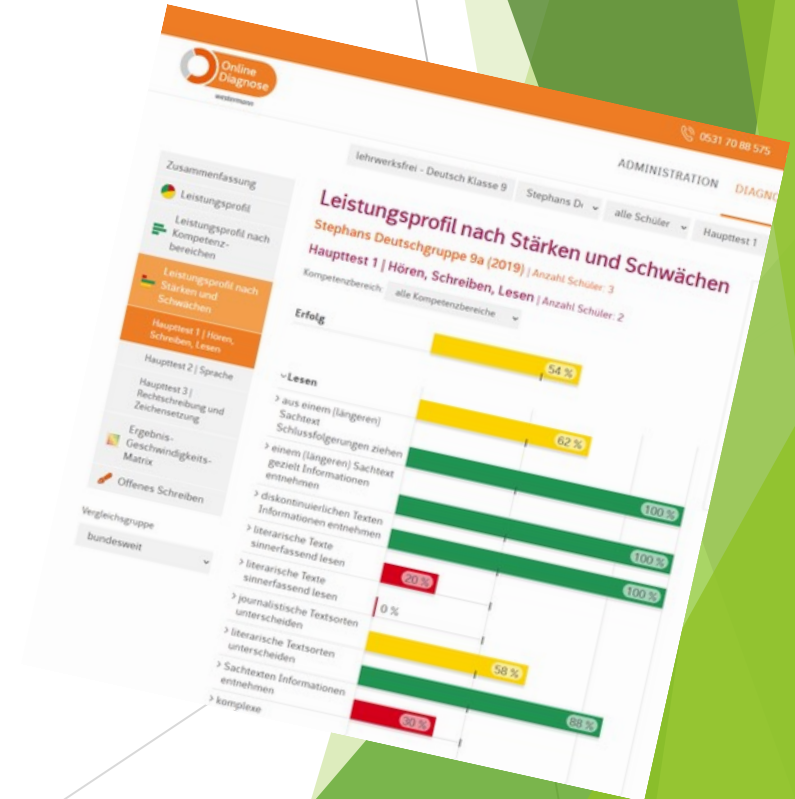 Online
Diagnose
westermann
0531 70 88 575
ADMINISTRATION
DIAGNO
lehrwerksfrei - Deutsch Klasse 9
Stephans D
alle Schüler
Haupttest 1
Zusammenfassung
Leistungsprofil
Leistungsprofil nach
Kompetenz-
bereichen
Leistungsprofil nach
Stärken und
Schwächen
Haupttest 1 | Hören,
Schreiben, Lesen
Haupttest 2 | Sprache
Haupttest 3 |
Rechtschreibung und
Zeichensetzung
Ergebnis-
Geschwindigkeits-
Matrix
Offenes Schreiben
Vergleichsgruppe
bundesweit
Leistungsprofil nach Stärken und Schwächen
Stephans Deutschgruppe 9a (2019) | Anzahl Schüler: 3
Haupttest 1 | Hören, Schreiben, Lesen | Anzahl Schüler: 2
Kompetenzbereich: alle Kompetenzbereiche
Erfolg
54 %
Lesen
62 %
> aus einem (längeren)
Sachtext
Schlussfolgerungen ziehen
100 %
> einem (längeren) Sachtext
gezielt Informationen
entnehmen
100 %
> diskontinuierlichen Texten
Informationen entnehmen
100 %
> literarische Texte
sinnerfassend lesen
20 %
> literarische Texte
sinnerfassend lesen
0 %
> journalistische Textsorten
unterscheiden
58 %
> literarische Textsorten
unterscheiden
88 %
> Sachtexten Informationen
entnehmen
30 %
> komplexe